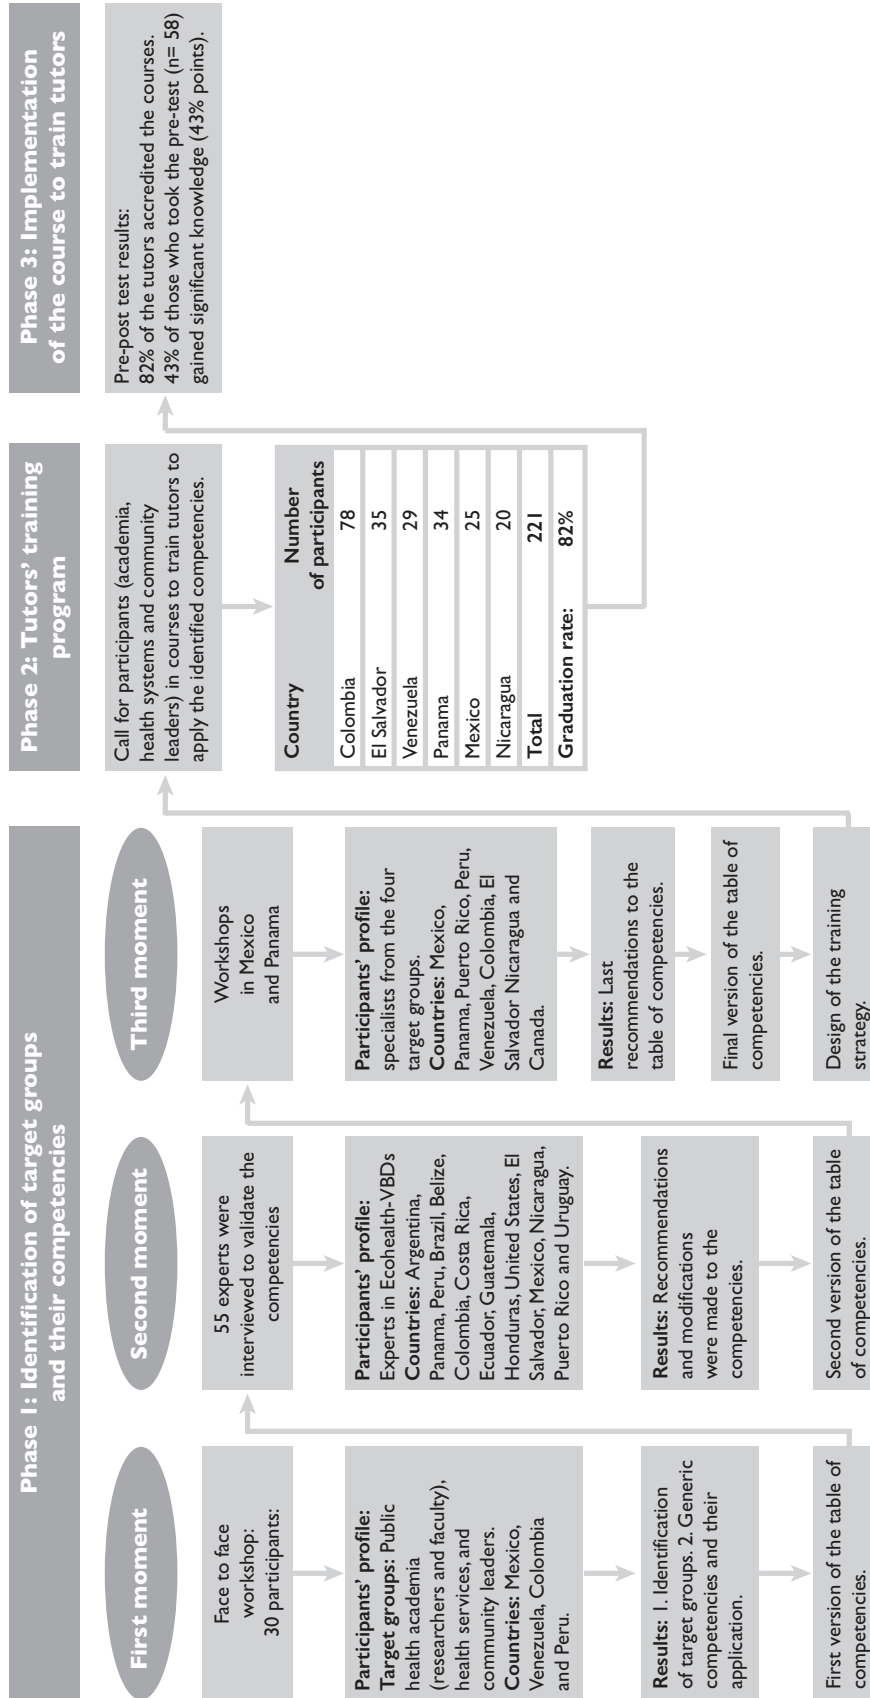 Phase 1: Identification of target groups
and their competencies
First moment
Face to face
workshop:
30 participants:
Participants' profile:
Target groups: Public
health academia
(researchers and faculty),
health services, and
community leaders.
Countries: Mexico,
Venezuela, Colombia
and Peru.
Results: 1. Identification
of target groups. 2. Generic
competencies and their
application.
First version of the table of
competencies.
Second moment
55 experts were
interviewed to validate the
competencies
Participants' profile:
Experts in Ecohealth-VBDs
Countries: Argentina,
Panama, Peru, Brazil, Belize,
Colombia, Costa Rica,
Ecuador, Guatemala,
Honduras, United States, El
Salvador, Mexico, Nicaragua,
Puerto Rico and Uruguay.
Results: Recommendations
and modifications
were made to the
competencies.
Second version of the table
of competencies.
Third moment
Workshops
in Mexico
and Panama
Participants' profile:
specialists from the four
target groups.
Countries: Mexico,
Panama, Puerto Rico, Peru,
Venezuela, Colombia, El
Salvador Nicaragua and
Canada.
Results: Last
recommendations to the
table of competencies.
Final version of the table of
competencies.
Design of the training
strategy.
Phase 2: Tutors' training
program
Call for participants (academia,
health systems and community
leaders) in courses to train tutors to
apply the identified competencies.
Country Number
of participants
Colombia 78
El Salvador 35
Venezuela 29
Panama 34
Mexico 25
Nicaragua 20
Total 221
Graduation rate: 82%
Phase 3: Implementation
of the course to train tutors
Pre-post test results:
82% of the tutors accredited the courses.
43% of those who took the pre-test (n= 58)
gained significant knowledge (43% points).